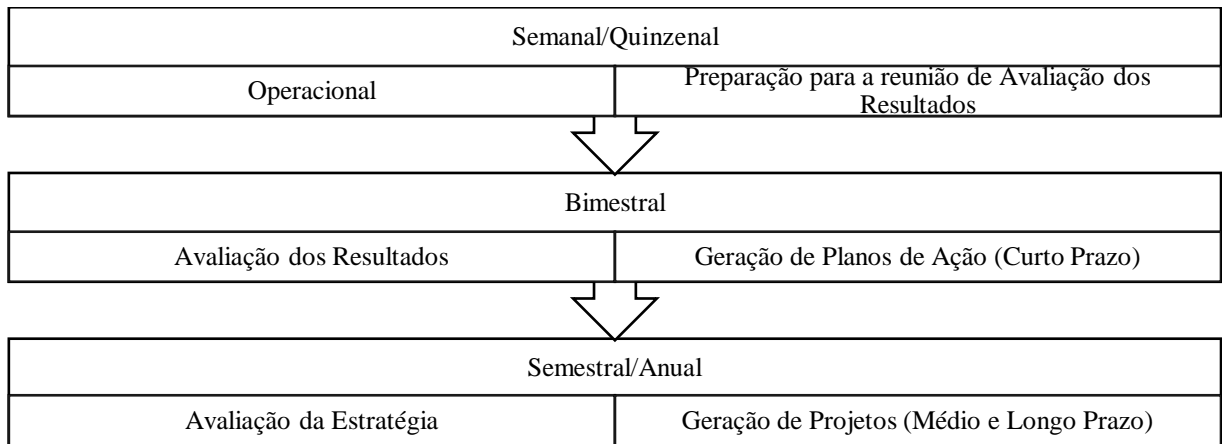 Semanal/Quinzenal
Operacional
Preparação para a reunião de Avaliação dos
Resultados
Bimestral
Avaliação dos Resultados
Geração de Planos de Ação (Curto Prazo)
Semestral/Anual
Avaliação da Estratégia
Geração de Projetos (Médio e Longo Prazo)